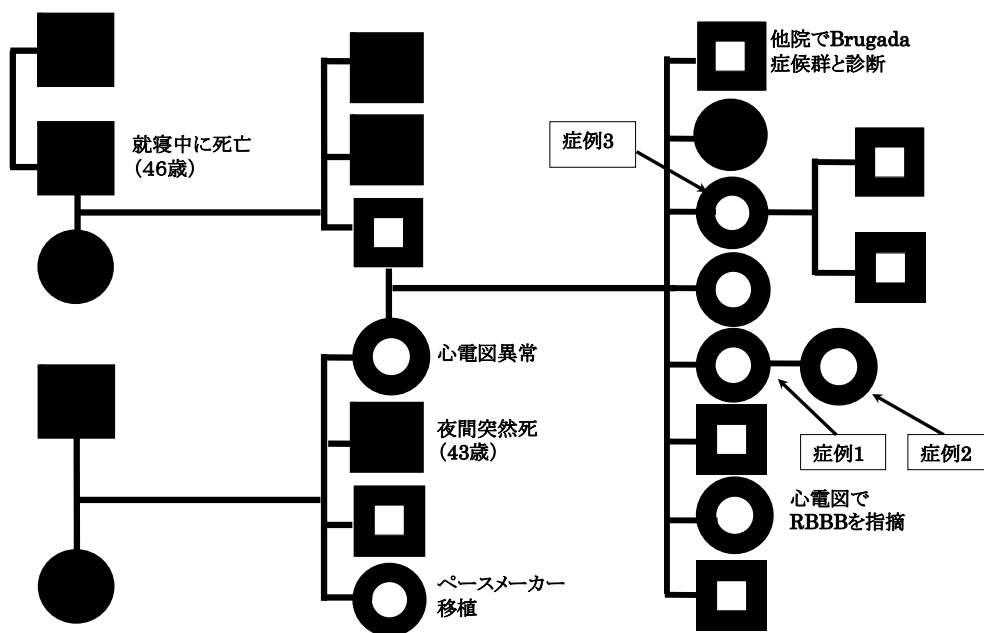 他院でBrugada
症候群と診断
就寝中に死亡
(46歳)
症例3
心電図異常
夜間突然死
(43歳)
症例1
症例2
心電図で
RBBBを指摘
ペースメーカー
移植